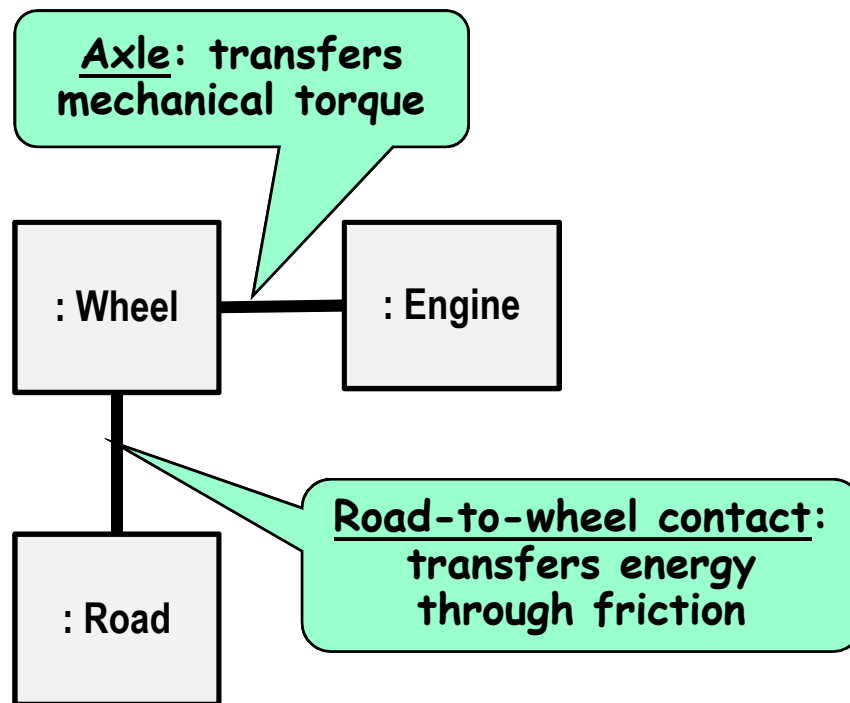 Axle: transfers
mechanical torque
: Wheel
: Engine
Road-to-wheel contact:
transfers energy
through friction
: Road